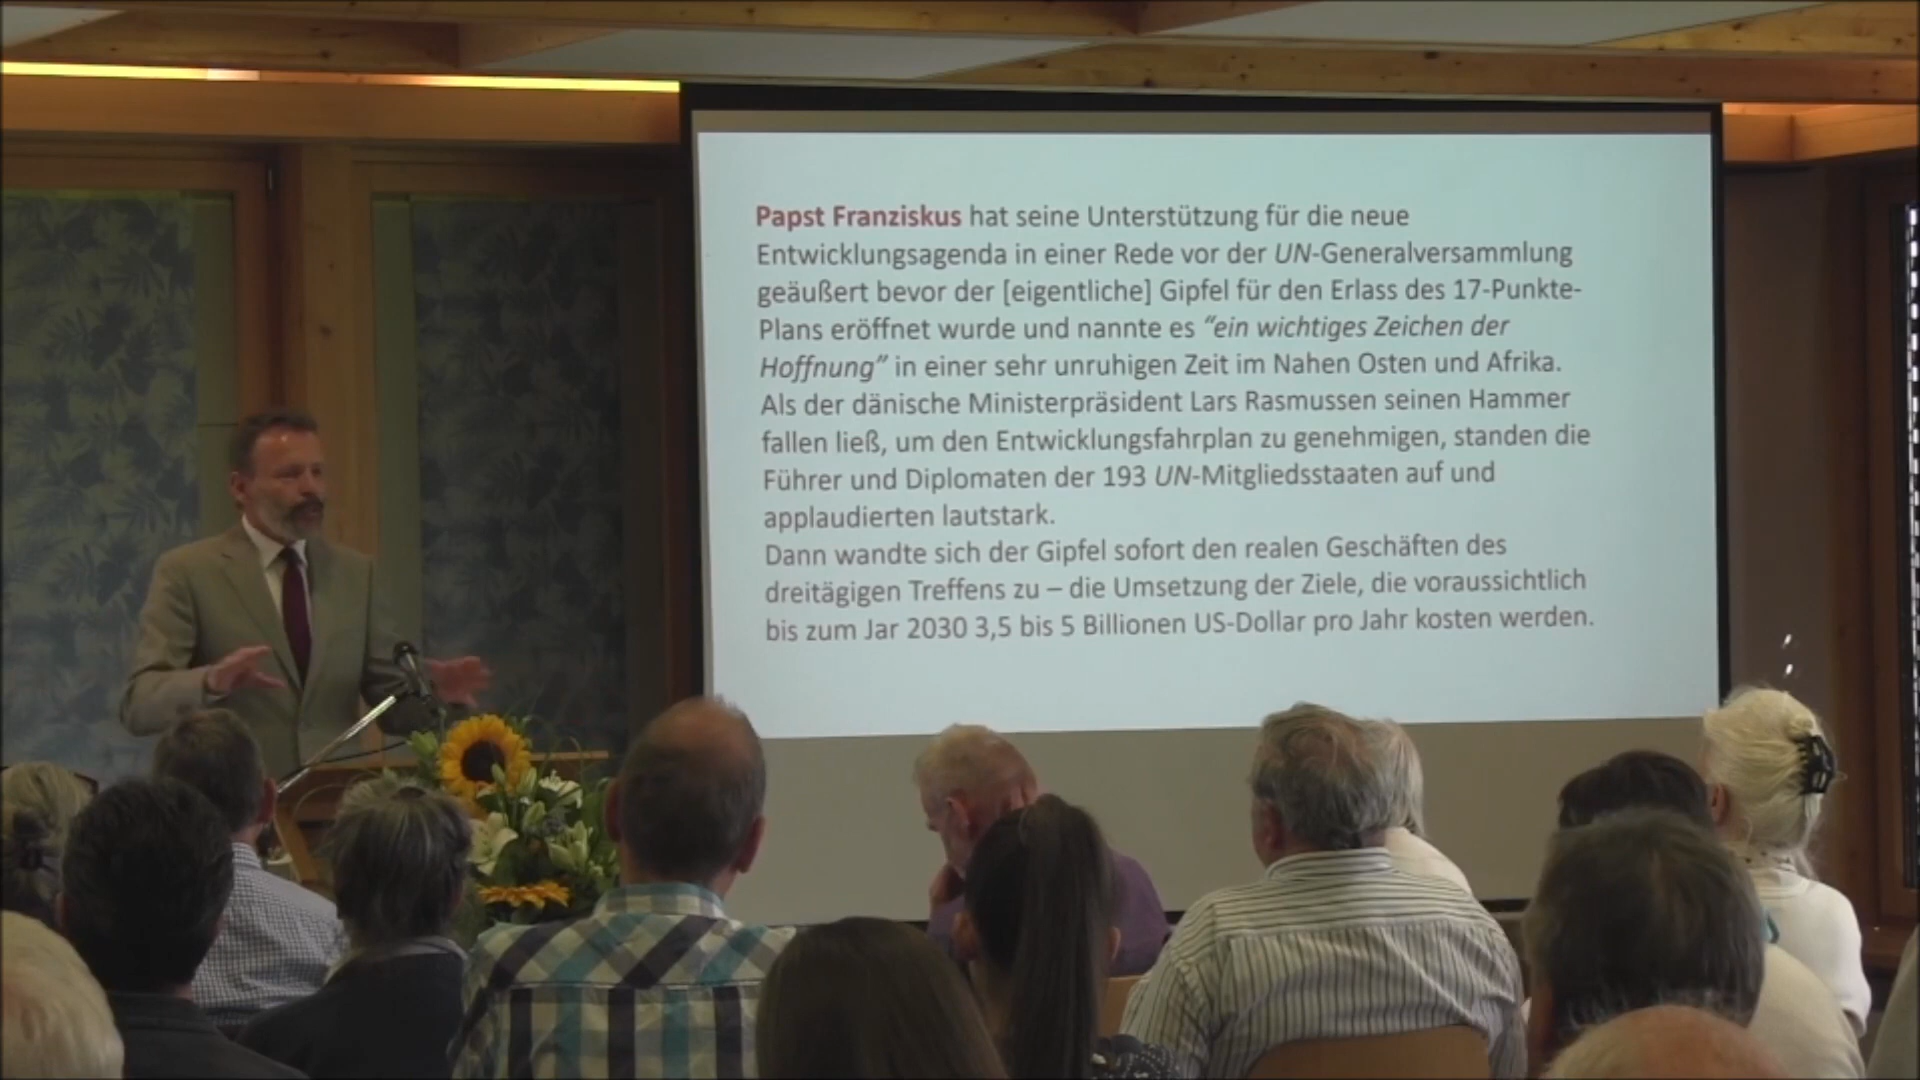 Papst Franziskus hat seine Unterstützung für die neue
Entwicklungsagenda in einer Rede vor der UN-Generalversammlung
geäußert bevor der [eigentliche] Gipfel für den Erlass des 17-Punkte-
Plans eröffnet wurde und nannte es “ein wichtiges Zeichen der
Hoffnung” in einer sehr unruhigen Zeit im Nahen Osten und Afrika.
Als der dänische Ministerpräsident Lars Rasmussen seinen Hammer
fallen ließ, um den Entwicklungsfahrplan zu genehmigen, standen die
Führer und Diplomaten der 193 UN-Mitgliedsstaaten auf und
applaudierten lautstark.
Dann wandte sich der Gipfel sofort den realen Geschäften des
dreitägigen Treffens zu – die Umsetzung der Ziele, die voraussichtlich
bis zum Jar 2030 3,5 bis 5 Billionen US-Dollar pro Jahr kosten werden.